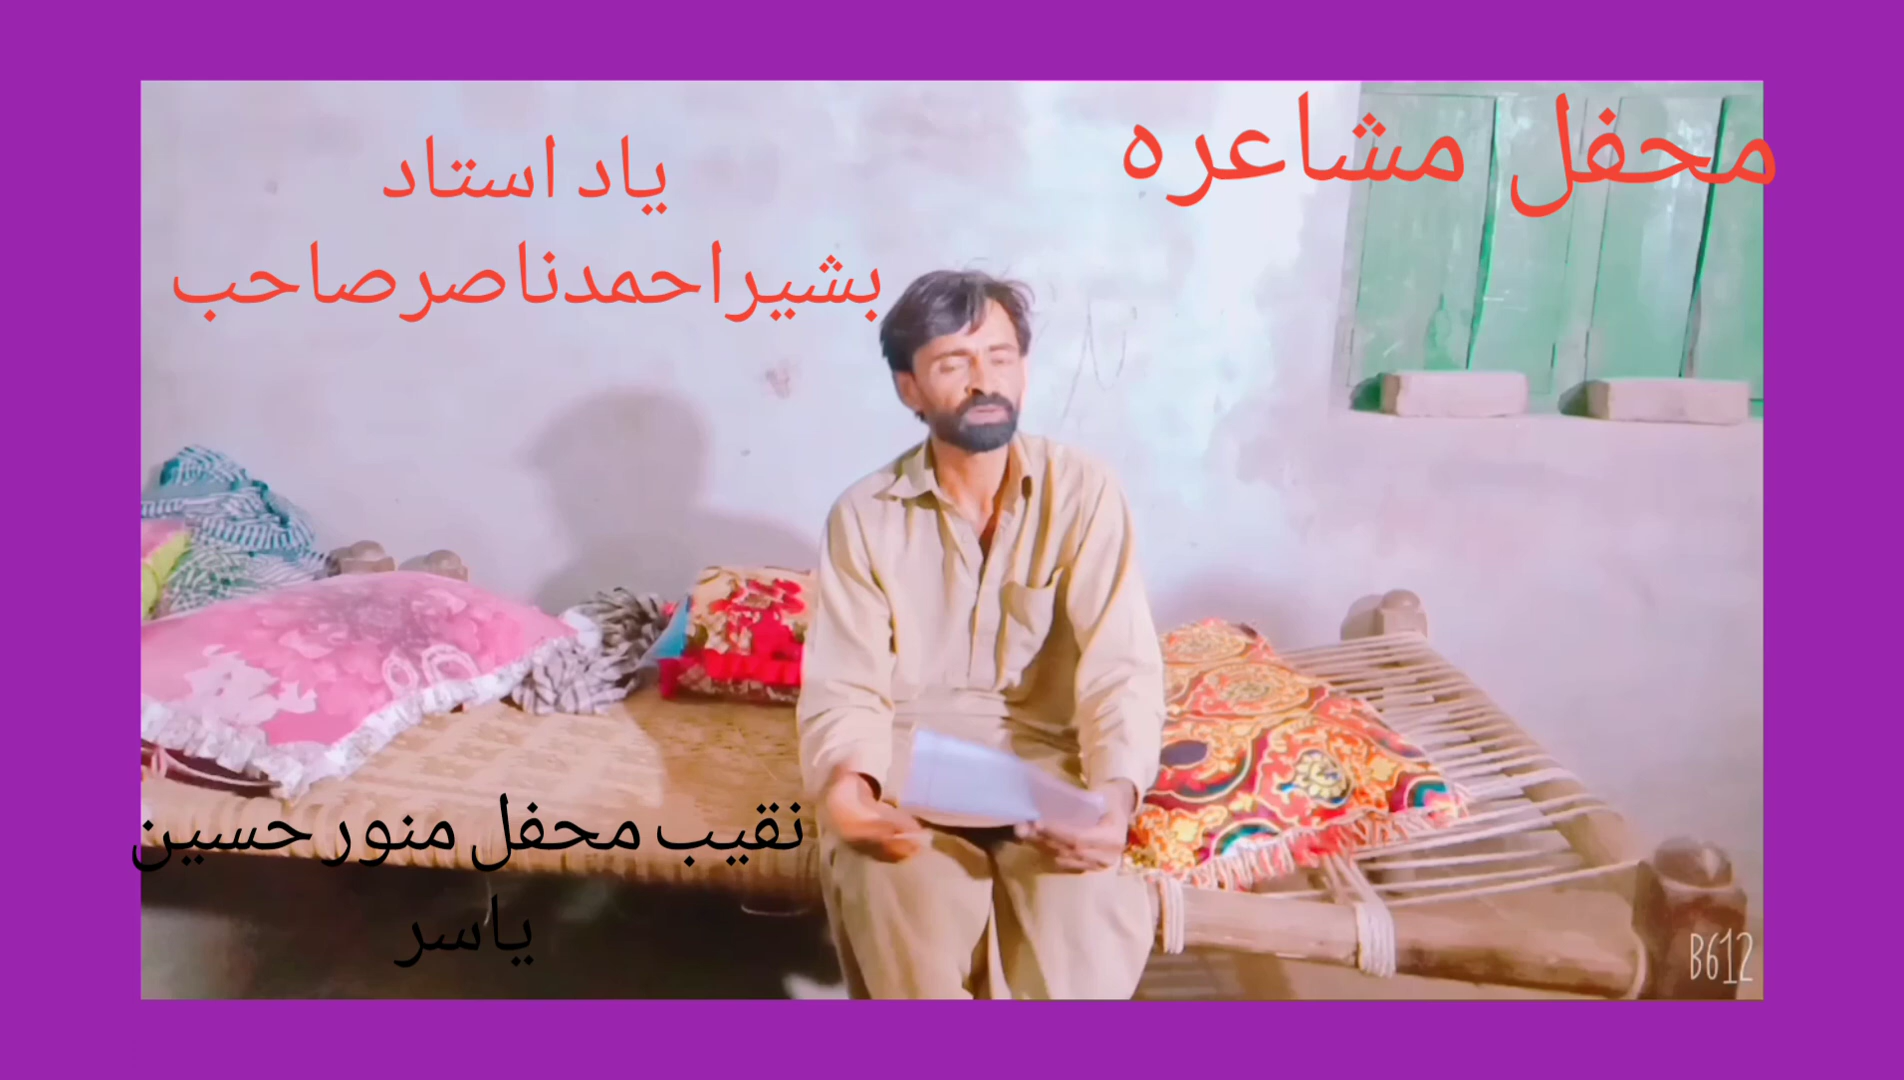 محفل مشاعرہ
یاد استاد
بشیراحمدناصرصاحب
نقیب محفل منور حسین
یاسر
B612